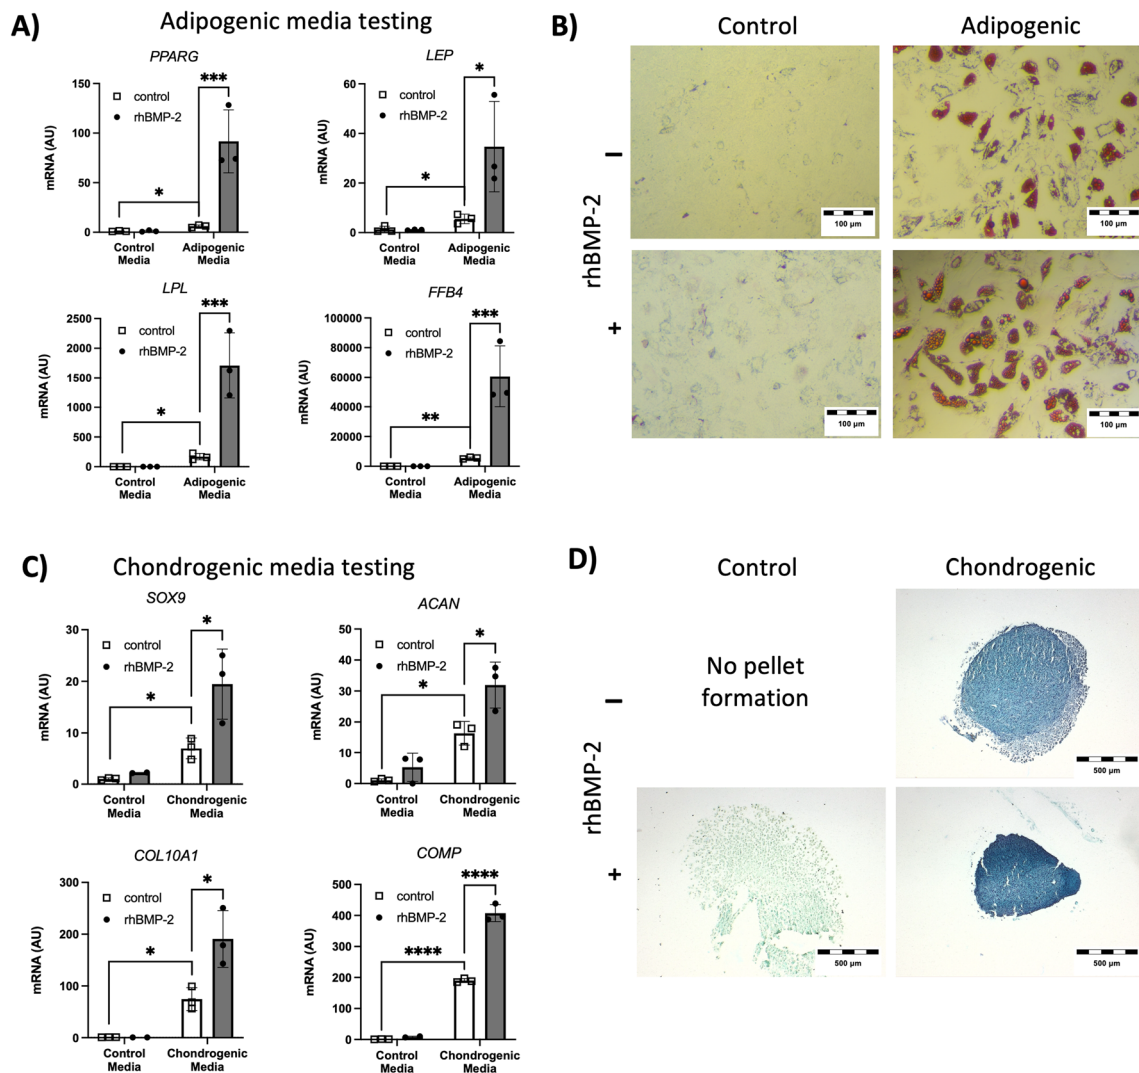 A)
Adipogenic media testing
PPARG
mRNA (AU)
150
100
50
0
control
rhBMP-2
*
***
Control
Media
Adipogenic
Media
LEP
mRNA (AU)
60
40
20
0
control
rhBMP-2
*
*
Control
Media
Adipogenic
Media
LPL
mRNA (AU)
2500
2000
1500
1000
500
0
control
rhBMP-2
*
***
Control
Media
Adipogenic
Media
FFB4
mRNA (AU)
100000
80000
60000
40000
20000
0
control
rhBMP-2
**
***
Control
Media
Adipogenic
Media
B)
Control
Adipogenic
rhBMP-2
−
+
100 µm
100 µm
100 µm
100 µm
C)
Chondrogenic media testing
SOX9
mRNA (AU)
30
20
10
0
control
rhBMP-2
*
*
Control
Media
Chondrogenic
Media
ACAN
mRNA (AU)
50
40
30
20
10
0
control
rhBMP-2
*
*
Control
Media
Chondrogenic
Media
COL10A1
mRNA (AU)
300
200
100
0
control
rhBMP-2
*
*
Control
Media
Chondrogenic
Media
COMP
mRNA (AU)
500
400
300
200
100
0
control
rhBMP-2
****
****
Control
Media
Chondrogenic
Media
D)
Control
Chondrogenic
rhBMP-2
−
+
No pellet
formation
500 µm
500 µm
500 µm